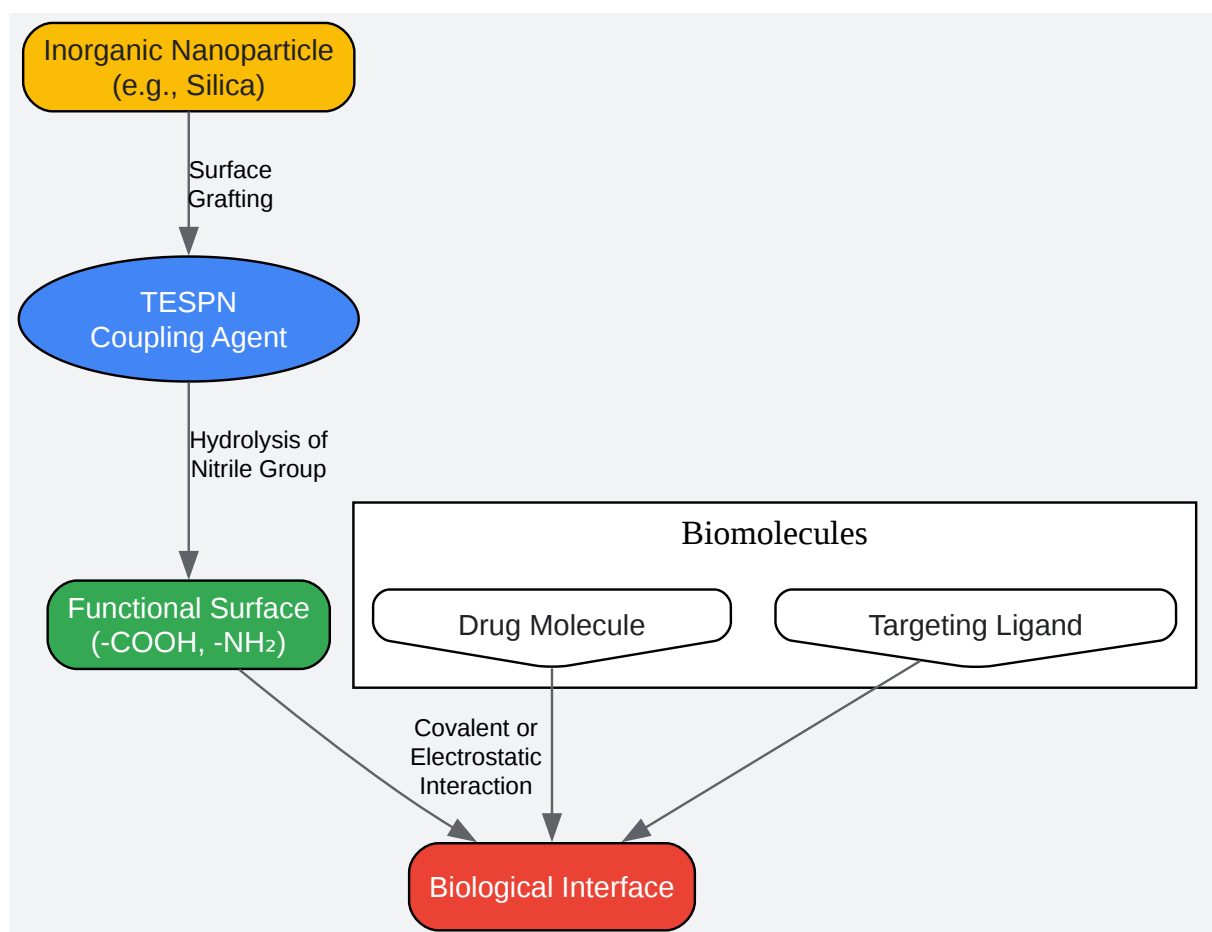 Inorganic Nanoparticle
(e.g., Silica)
Surface
Grafting
TESPN
Coupling Agent
Hydrolysis of
Nitrile Group
Biomolecules
Functional Surface
(-COOH, -NH₂)
Drug Molecule
Targeting Ligand
Covalent or
Electrostatic
Interaction
Biological Interface